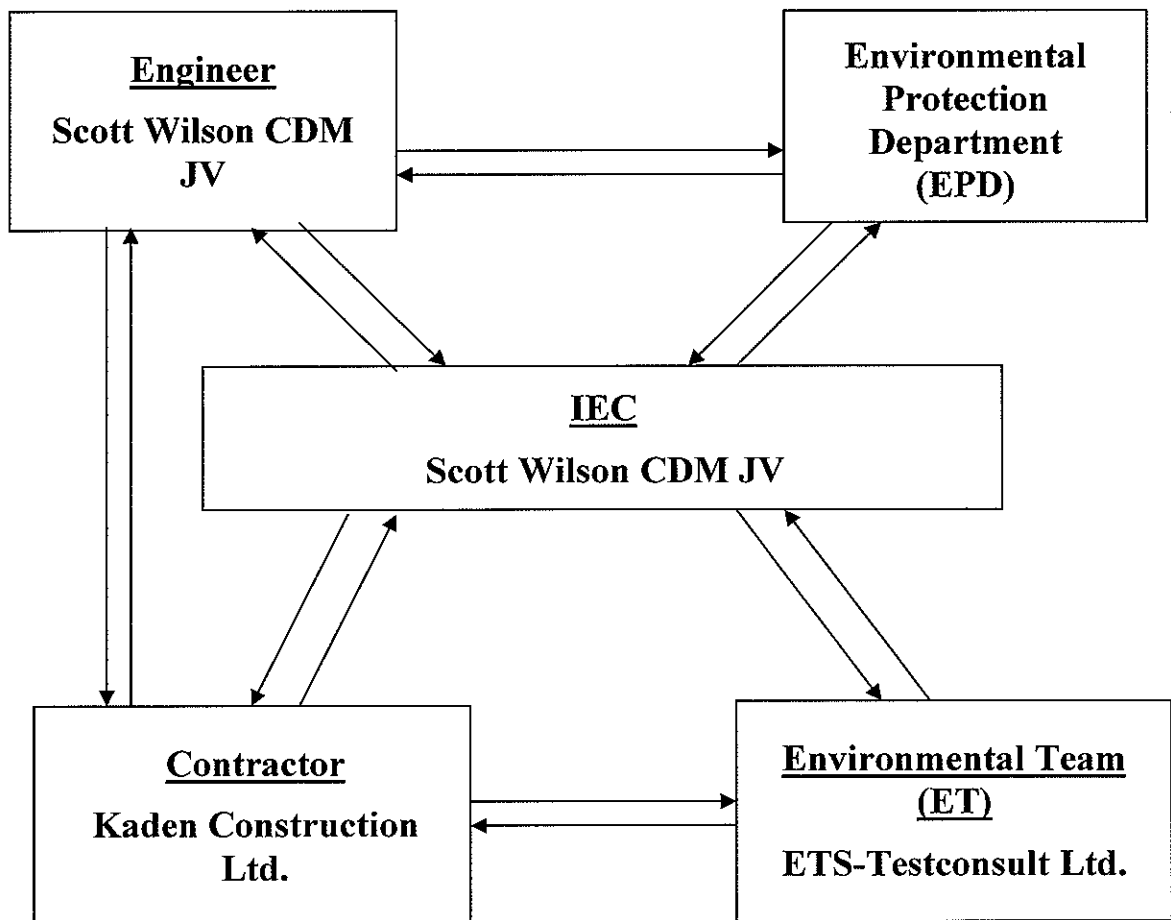 Engineer
Scott Wilson CDM
JV
Environmental
Protection
Department
(EPD)
IEC
Scott Wilson CDM JV
Contractor
Kaden Construction
Ltd.
Environmental Team
(ET)
ETS-Testconsult Ltd.